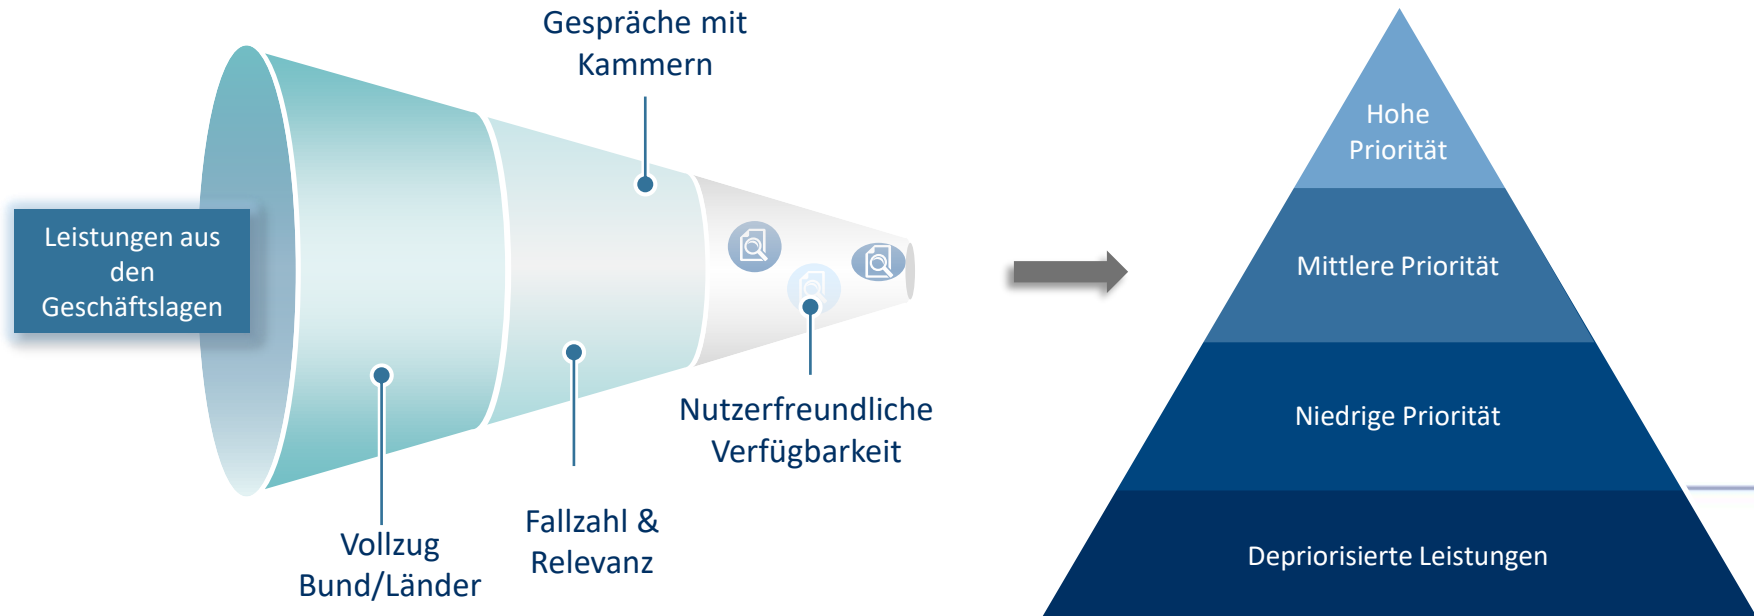 Gespräche mit
Kammern
Leistungen aus
den
Geschäftslagen
Nutzerfreundliche
Verfügbarkeit
Fallzahl &
Relevanz
Vollzug
Bund/Länder
Hohe
Priorität
Mittlere Priorität
Niedrige Priorität
Depriorisierte Leistungen